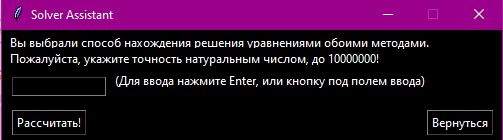 Solver Assistant
Вы выбрали способ нахождения решения уравнениями обоими методами.
Пожалуйста, укажите точность натуральным числом, до 10000000!
(Для ввода нажмите Enter, или кнопку под полем ввода)
Рассчитать!
Вернуться